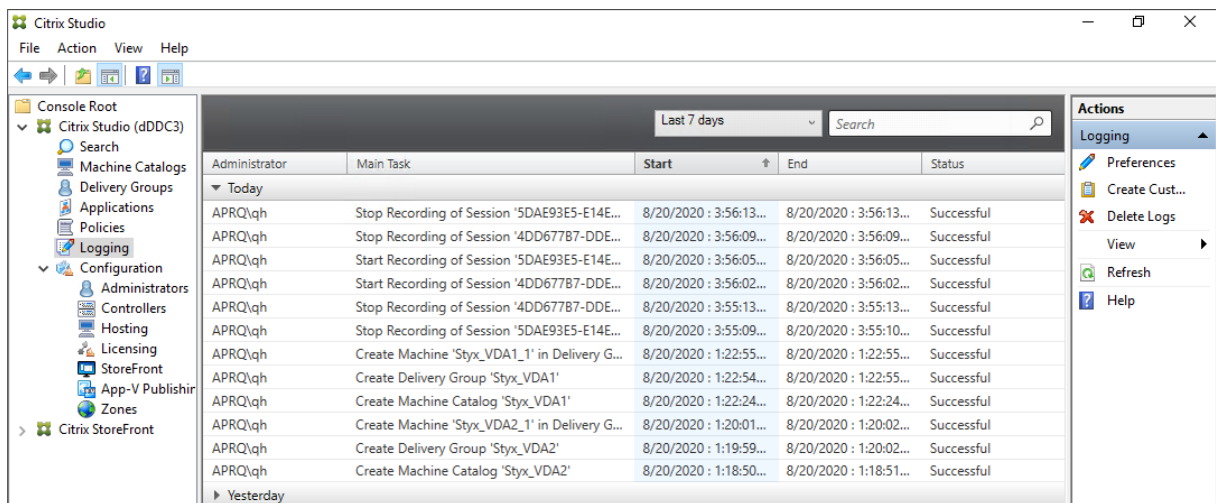 Citrix Studio
File Action View Help
Console Root
Citrix Studio (dDDC3)
Search
Machine Catalogs
Delivery Groups
Applications
Policies
Logging
Configuration
Administrators
Controllers
Hosting
Licensing
StoreFront
App-V Publishin
Zones
Citrix StoreFront
Last 7 days Search
Administrator Main Task Start End Status
Today
APRQ\qh Stop Recording of Session '5DAE93E5-E14E... 8/20/2020 : 3:56:13... 8/20/2020 : 3:56:13... Successful
APRQ\qh Stop Recording of Session '4DD677B7-DDE... 8/20/2020 : 3:56:09... 8/20/2020 : 3:56:09... Successful
APRQ\qh Start Recording of Session '5DAE93E5-E14E... 8/20/2020 : 3:56:05... 8/20/2020 : 3:56:05... Successful
APRQ\qh Start Recording of Session '4DD677B7-DDE... 8/20/2020 : 3:56:02... 8/20/2020 : 3:56:02... Successful
APRQ\qh Stop Recording of Session '4DD677B7-DDE... 8/20/2020 : 3:55:13... 8/20/2020 : 3:55:13... Successful
APRQ\qh Stop Recording of Session '5DAE93E5-E14E... 8/20/2020 : 3:55:09... 8/20/2020 : 3:55:10... Successful
APRQ\qh Create Machine 'Styx_VDA1_1' in Delivery G... 8/20/2020 : 1:22:55... 8/20/2020 : 1:22:55... Successful
APRQ\qh Create Delivery Group 'Styx_VDA1' 8/20/2020 : 1:22:54... 8/20/2020 : 1:22:55... Successful
APRQ\qh Create Machine Catalog 'Styx_VDA1' 8/20/2020 : 1:22:24... 8/20/2020 : 1:22:24... Successful
APRQ\qh Create Machine 'Styx_VDA2_1' in Delivery G... 8/20/2020 : 1:20:01... 8/20/2020 : 1:20:02... Successful
APRQ\qh Create Delivery Group 'Styx_VDA2' 8/20/2020 : 1:19:59... 8/20/2020 : 1:20:02... Successful
APRQ\qh Create Machine Catalog 'Styx_VDA2' 8/20/2020 : 1:18:50... 8/20/2020 : 1:18:51... Successful
Yesterday
Actions
Logging
Preferences
Create Cust...
Delete Logs
View
Refresh
Help